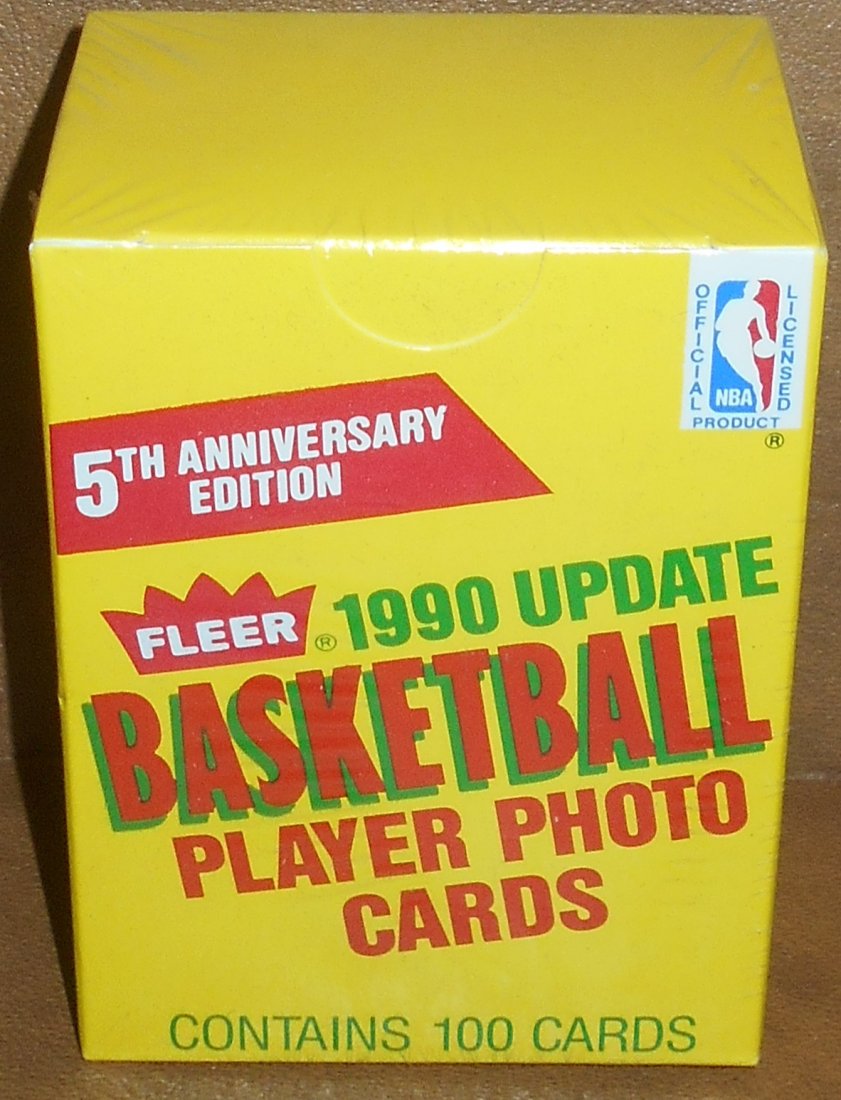 OFFICIAL
LICENSED
NBA
PRODUCT
®
5TH ANNIVERSARY
EDITION
FLEER ® 1990 UPDATE
BASKETBALL
PLAYER PHOTO
CARDS
CONTAINS 100 CARDS